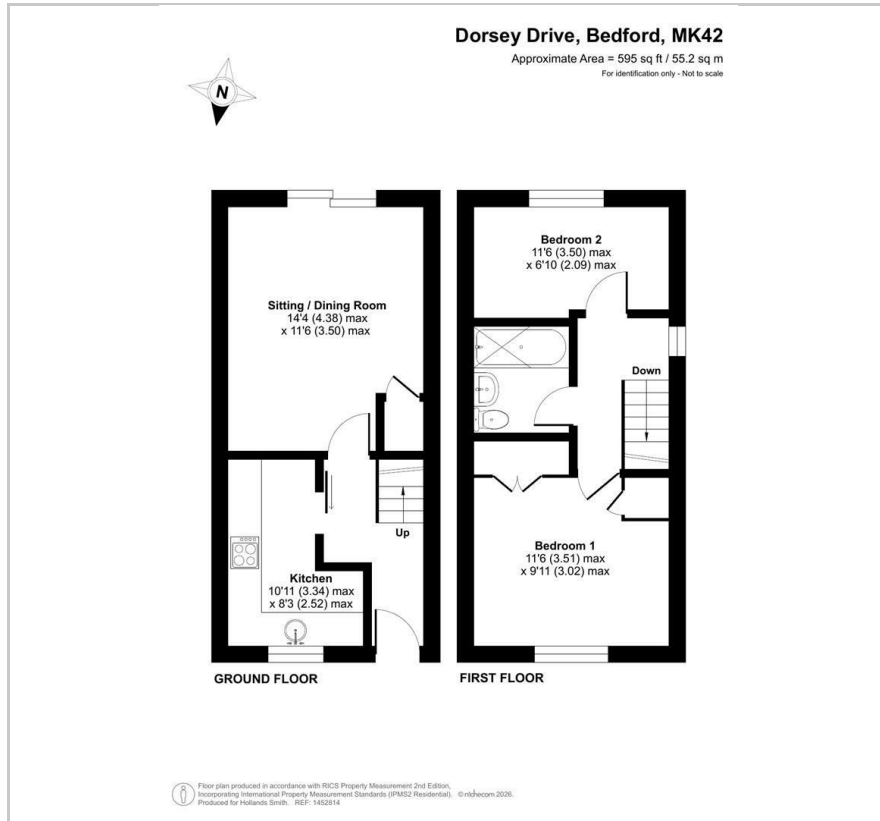 Dorsey Drive, Bedford, MK42
Approximate Area = 595 sq ft / 55.2 sq m
For identification only - Not to scale
N
Sitting / Dining Room
14'4 (4.38) max
x 11'6 (3.50) max
Up
Kitchen
10'11 (3.34) max
x 8'3 (2.52) max
GROUND FLOOR
Bedroom 2
11'6 (3.50) max
x 6'10 (2.09) max
Down
Bedroom 1
11'6 (3.51) max
x 9'11 (3.02) max
FIRST FLOOR
Floor plan produced in accordance with RICS Property Measurement 2nd Edition,
Incorporating International Property Measurement Standards (IPMS2 Residential). © ntchecom 2026.
Produced for Hollands Smith. REF: 1452814